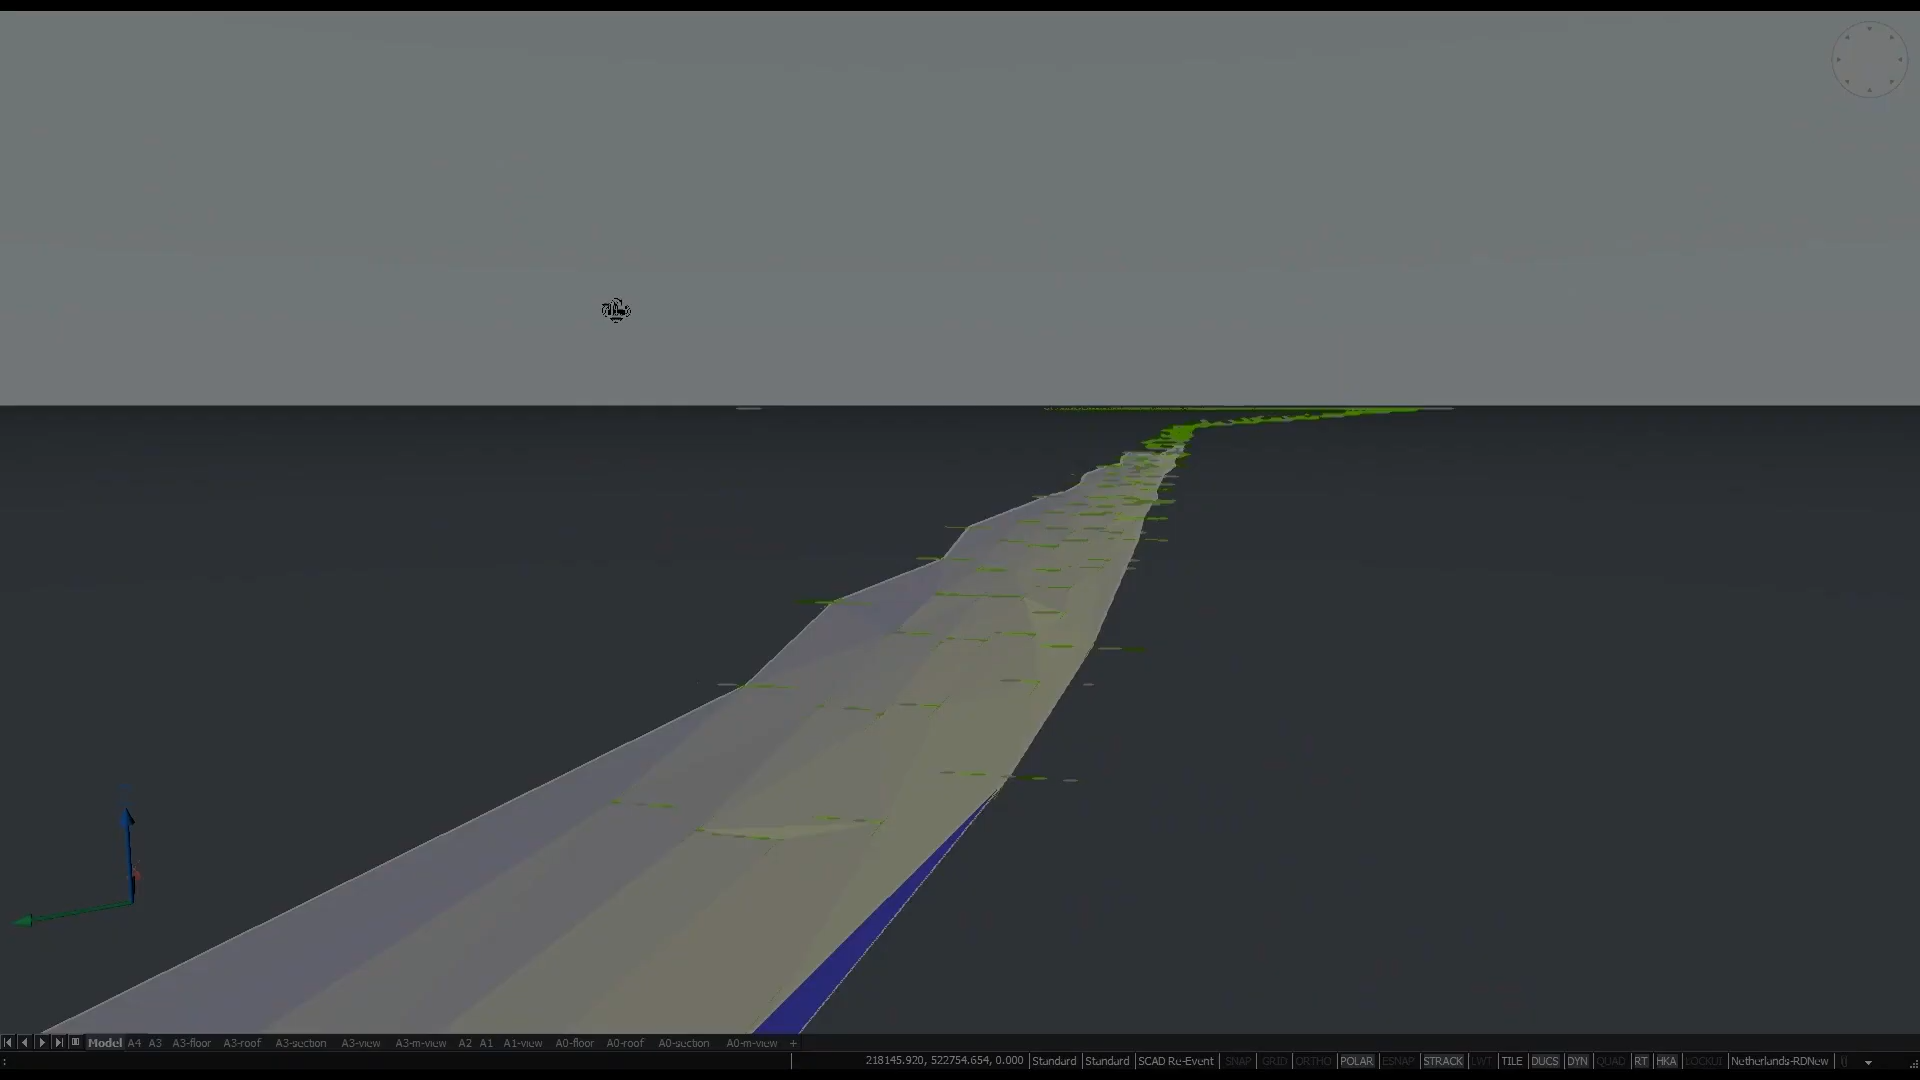 Model A4 A3 A3-floor A3-roof A3-section A3-view A3-m-view A2 A1 A1-view A0-floor A0-roof A0-section A0-m-view +
: 218145.920, 522754.654, 0.000 Standard Standard SCAD Re-Event SNAP GRID ORTHO POLAR ESNAP STRACK LWT TILE DUCS DYN QUAD RT HKA LOCKUI Netherlands-RDNew